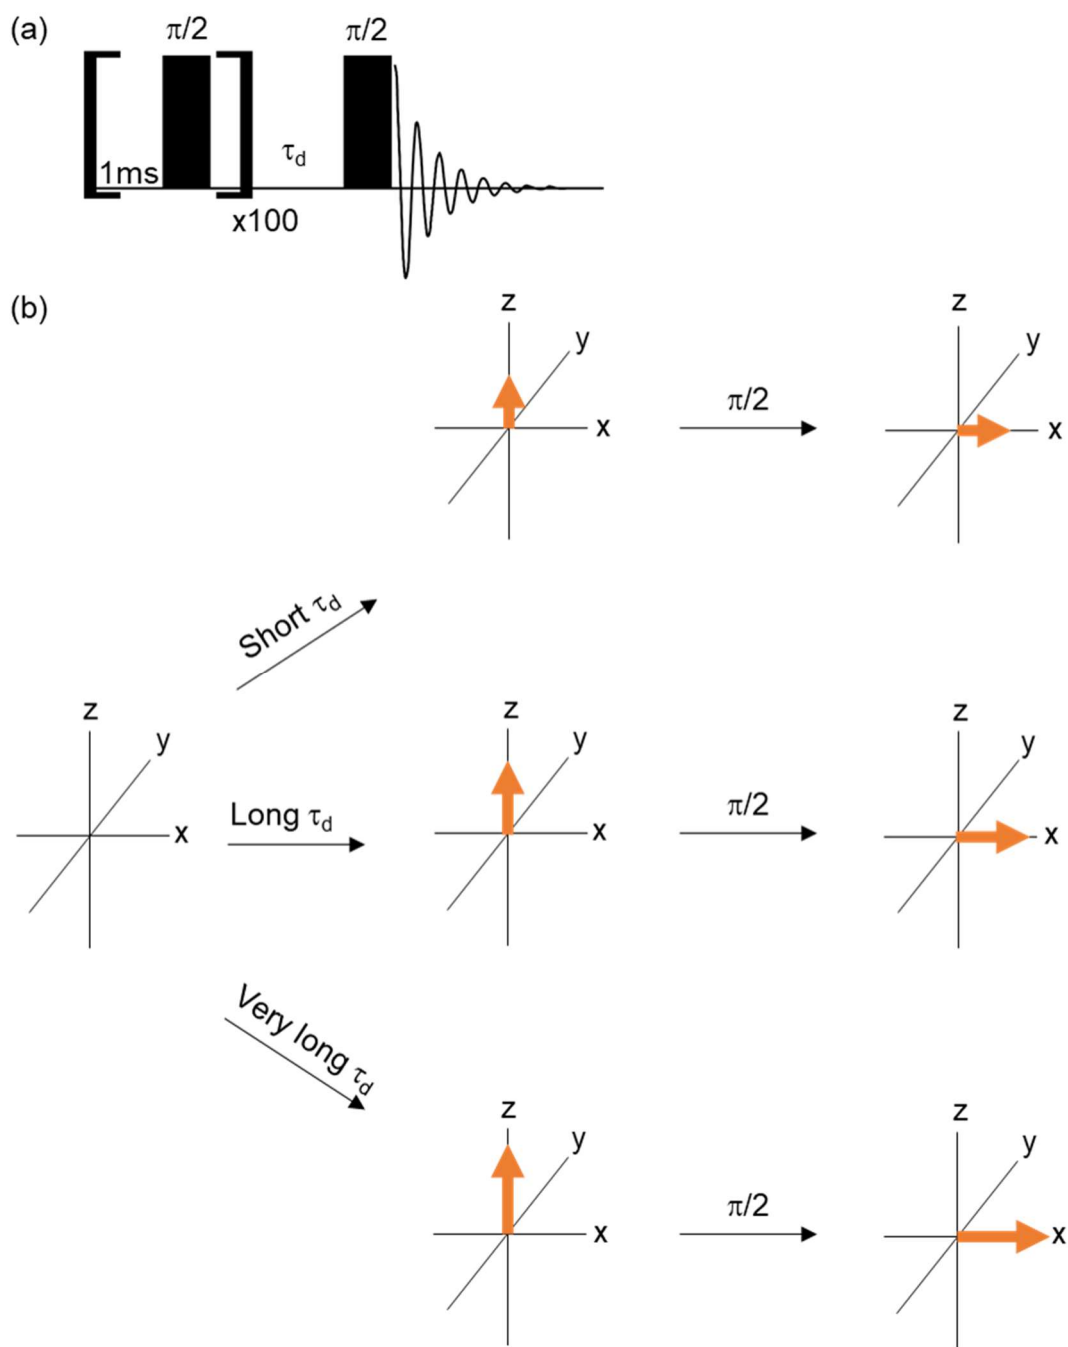 (a)
π/2 π/2
1ms τd
x100
(b)
z y x π/2 z y x
Short τd
z y x
Long τd
z y x π/2 z y x
Very long τd
z y x π/2 z y x